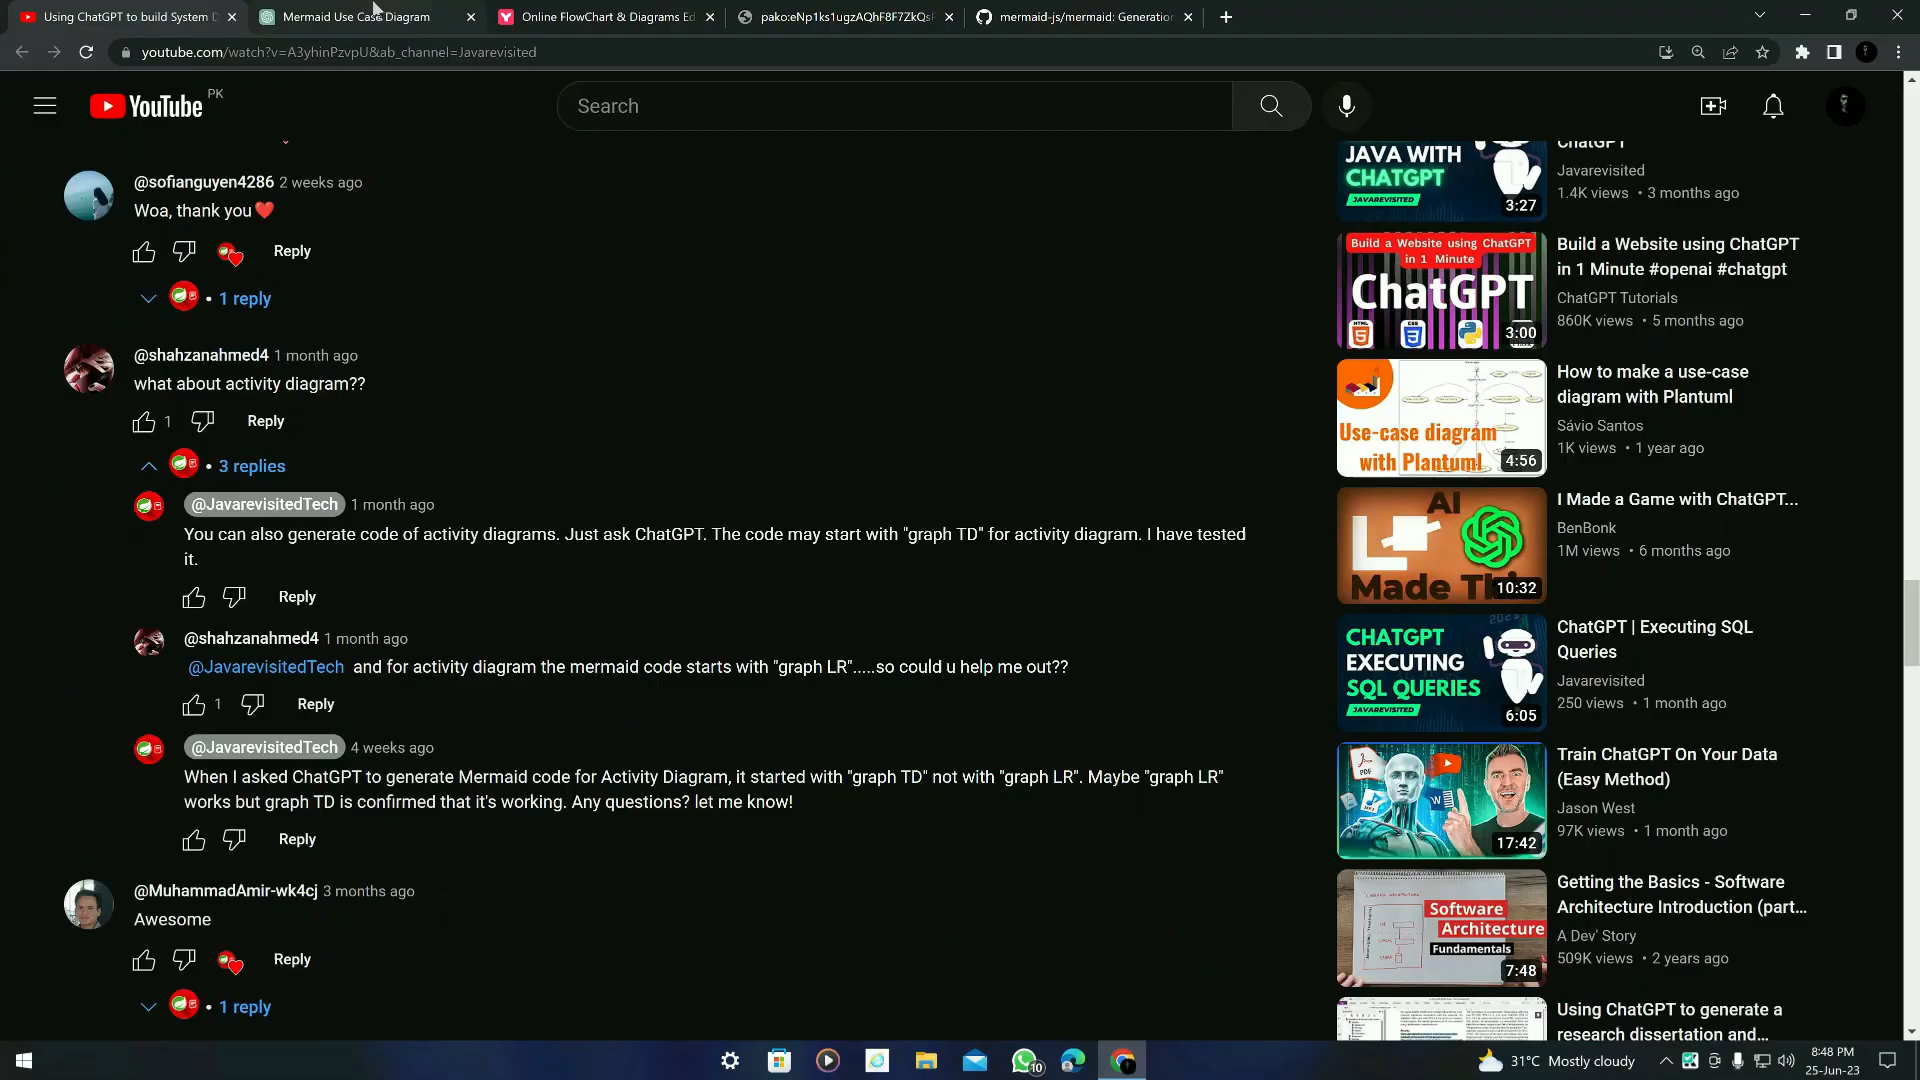 Using ChatGPT to build System D
Mermaid Use Case Diagram
Online FlowChart & Diagrams Ed
pako:eNp1ks1ugzAQhF8F7ZkQsF
mermaid-js/mermaid: Generation
youtube.com/watch?v=A3yhinPzvpU&ab_channel=Javarevisited
YouTube PK
Search
@sofianguyen4286 2 weeks ago
Woa, thank you❤️
Reply
• 1 reply
@shahzanahmed4 1 month ago
what about activity diagram??
1 Reply
• 3 replies
@JavarevisitedTech 1 month ago
You can also generate code of activity diagrams. Just ask ChatGPT. The code may start with "graph TD" for activity diagram. I have tested
it.
Reply
@shahzanahmed4 1 month ago
@JavarevisitedTech and for activity diagram the mermaid code starts with "graph LR".....so could u help me out??
1 Reply
@JavarevisitedTech 4 weeks ago
When I asked ChatGPT to generate Mermaid code for Activity Diagram, it started with "graph TD" not with "graph LR". Maybe "graph LR"
works but graph TD is confirmed that it's working. Any questions? let me know!
Reply
@MuhammadAmir-wk4cj 3 months ago
Awesome
Reply
• 1 reply
JAVA WITH
CHATGPT
JAVAREVISITED
3:27
ChatGPT
Javarevisited
1.4K views • 3 months ago
Build a Website using ChatGPT
in 1 Minute
ChatGPT
3:00
Build a Website using ChatGPT
in 1 Minute #openai #chatgpt
ChatGPT Tutorials
860K views • 5 months ago
Use-case diagram
with Plantuml
4:56
How to make a use-case
diagram with Plantuml
Sávio Santos
1K views • 1 year ago
AI
Made Th
10:32
I Made a Game with ChatGPT...
BenBonk
1M views • 6 months ago
CHATGPT
EXECUTING
SQL QUERIES
JAVAREVISITED
6:05
ChatGPT | Executing SQL
Queries
Javarevisited
250 views • 1 month ago
17:42
Train ChatGPT On Your Data
(Easy Method)
Jason West
97K views • 1 month ago
Software
Architecture
Fundamentals
7:48
Getting the Basics - Software
Architecture Introduction (part...
A Dev' Story
509K views • 2 years ago
Using ChatGPT to generate a
research dissertation and...
10
31°C Mostly cloudy
8:48 PM
25-Jun-23